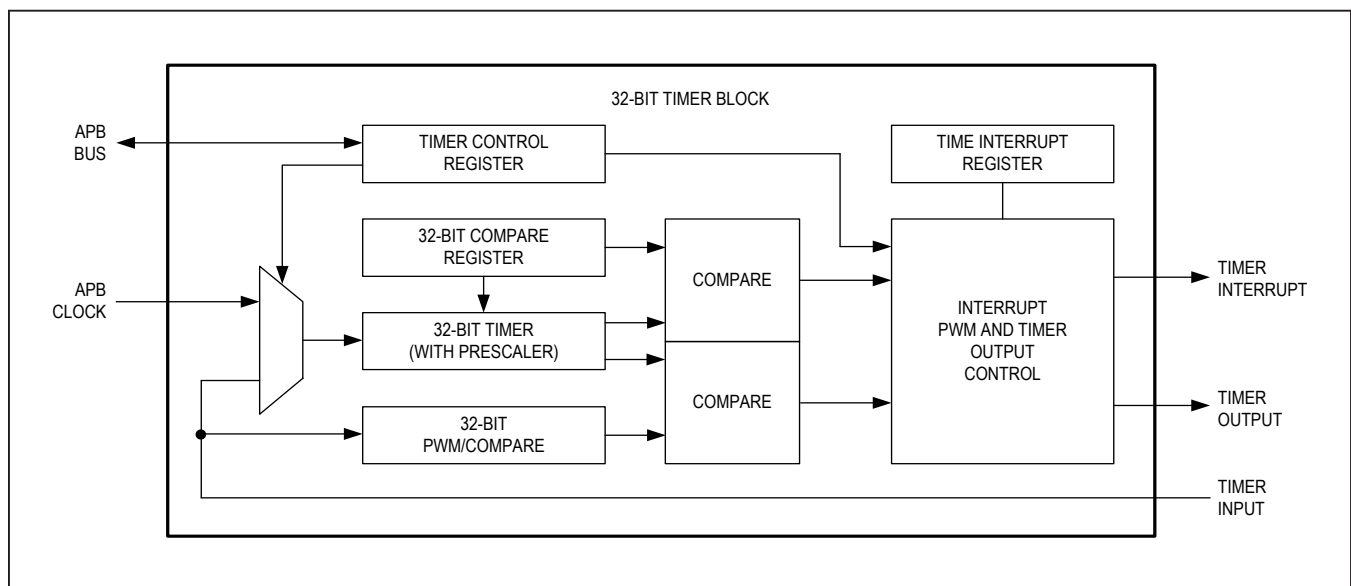 32-BIT TIMER BLOCK
APB
BUS
TIMER CONTROL
REGISTER
TIME INTERRUPT
REGISTER
32-BIT COMPARE
REGISTER
COMPARE
APB
CLOCK
32-BIT TIMER
(WITH PRESCALER)
INTERRUPT
PWM AND TIMER
OUTPUT
CONTROL
TIMER
INTERRUPT
COMPARE
32-BIT
PWM/COMPARE
TIMER
OUTPUT
TIMER
INPUT